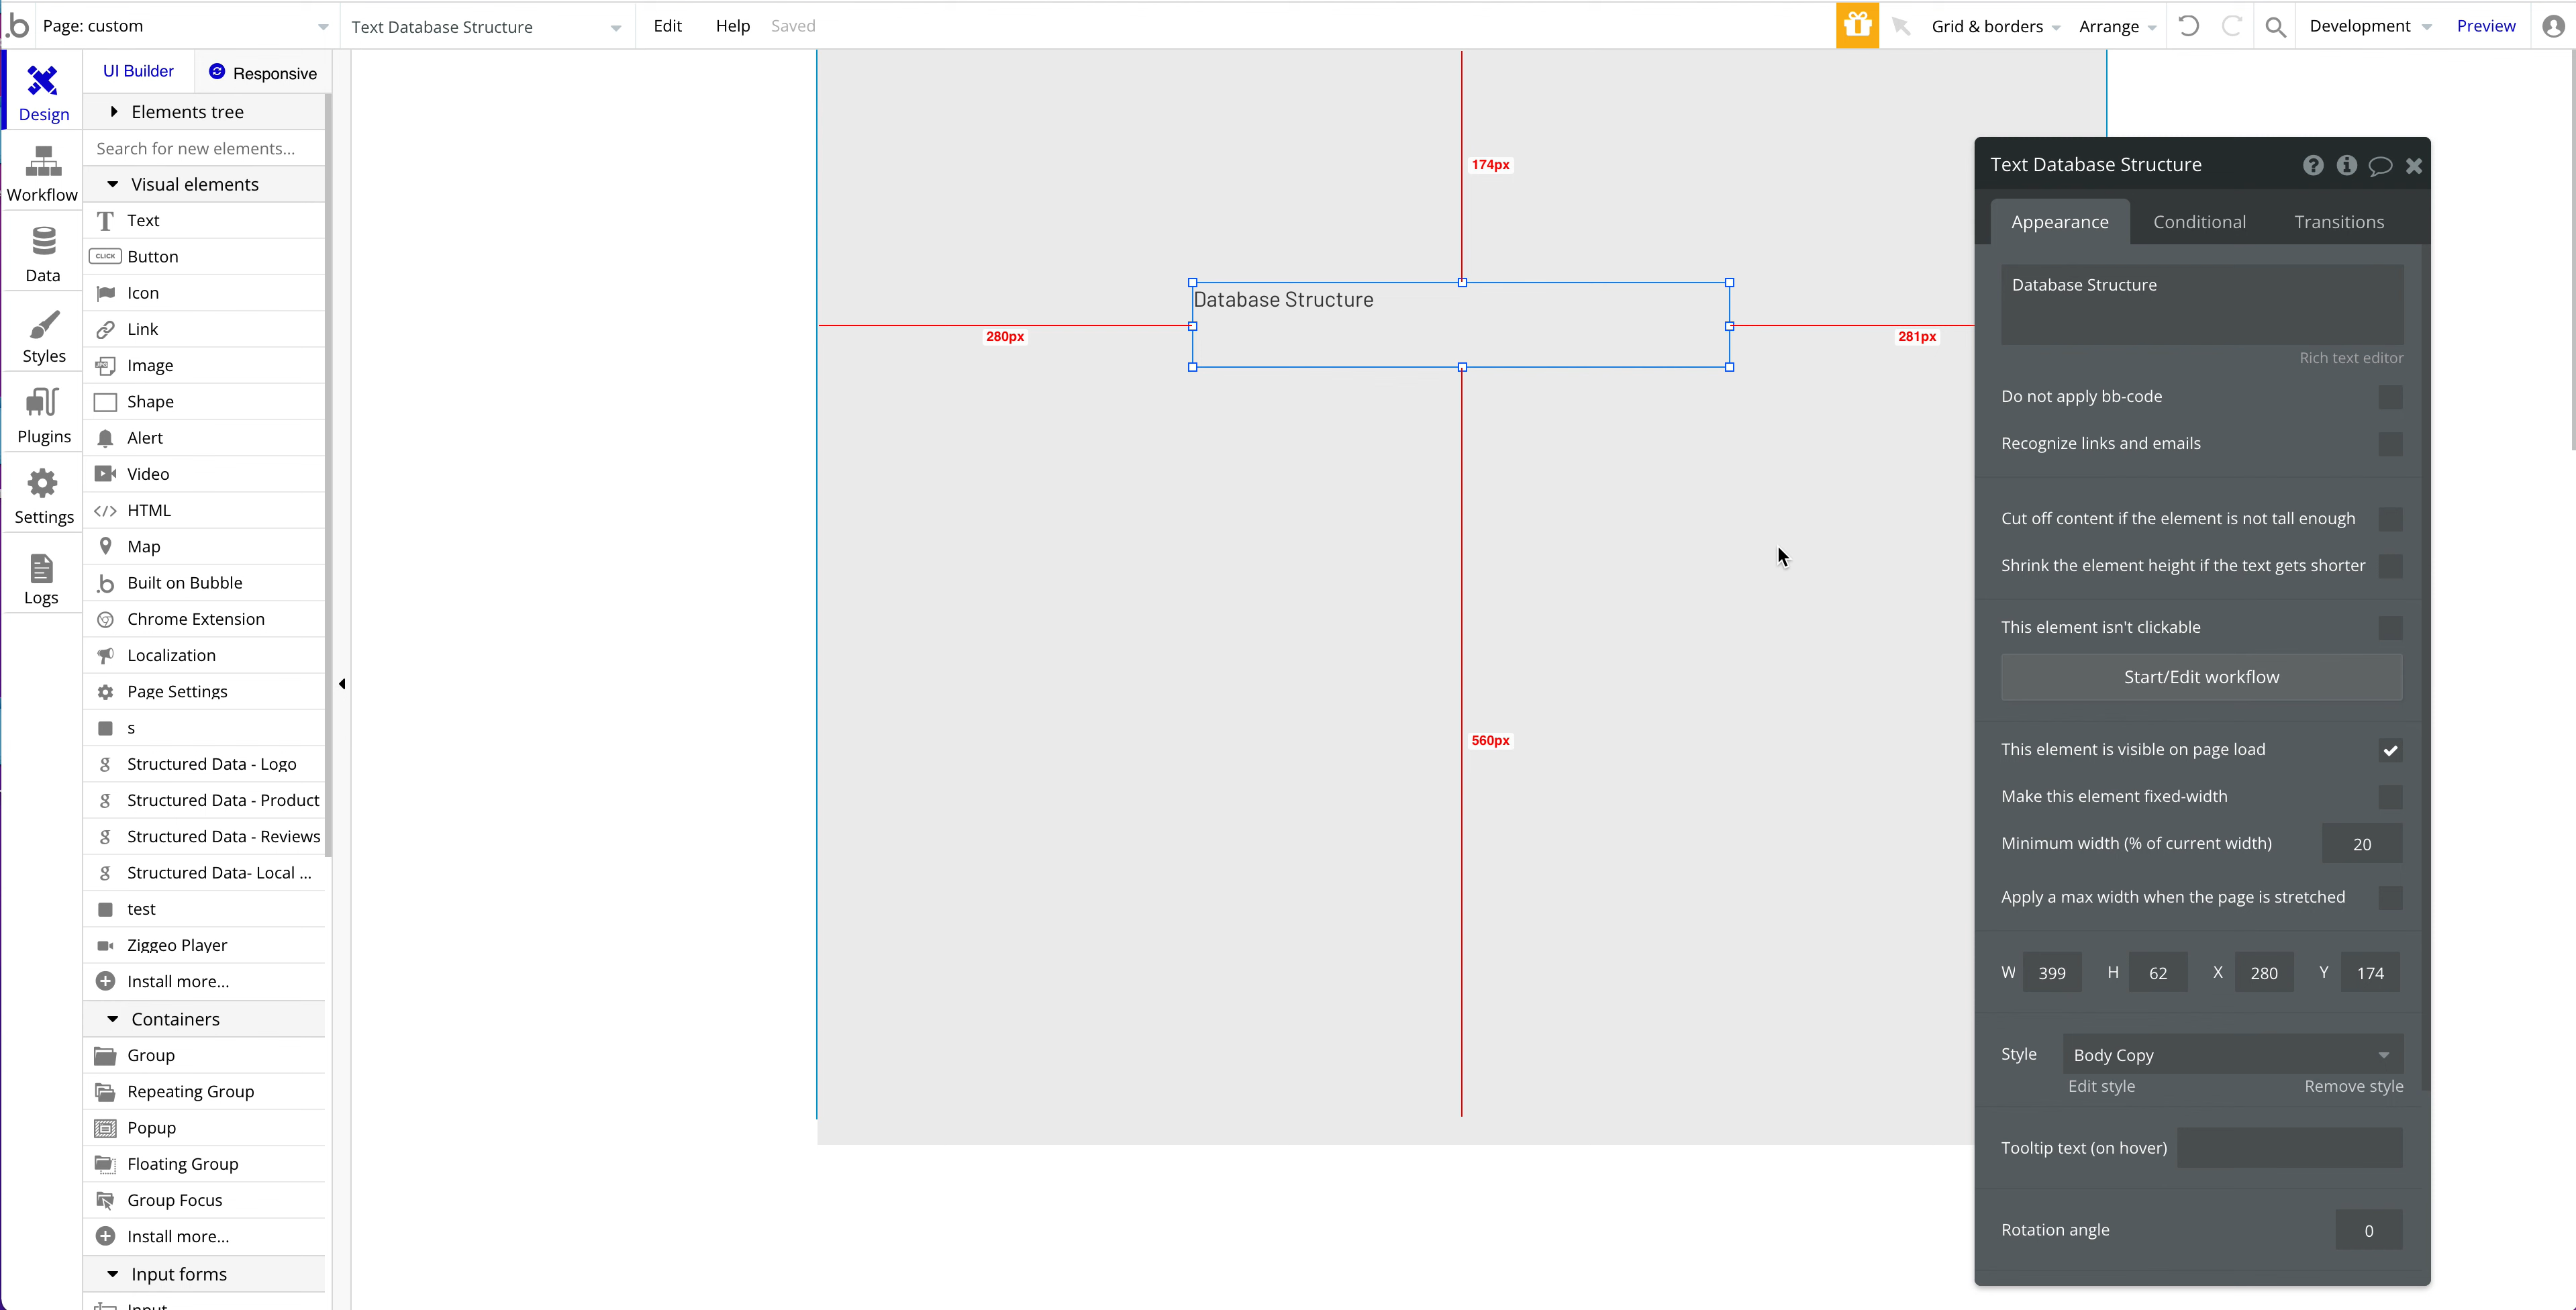 Page: custom
Text Database Structure
Edit
Help
Saved
Grid & borders
Arrange
Development
Preview
UI Builder
Responsive
Design
Workflow
Data
Styles
Plugins
Settings
Logs
Elements tree
Search for new elements...
Visual elements
Text
CLICK Button
Icon
Link
Image
Shape
Alert
Video
HTML
Map
Built on Bubble
Chrome Extension
Localization
Page Settings
s
Structured Data - Logo
Structured Data - Product
Structured Data - Reviews
Structured Data- Local ...
test
Ziggeo Player
Install more...
Containers
Group
Repeating Group
Popup
Floating Group
Group Focus
Install more...
Input forms
Input
174px
Database Structure
280px
281px
560px
Text Database Structure
Appearance
Conditional
Transitions
Database Structure
Rich text editor
Do not apply bb-code
Recognize links and emails
Cut off content if the element is not tall enough
Shrink the element height if the text gets shorter
This element isn't clickable
Start/Edit workflow
This element is visible on page load
Make this element fixed-width
Minimum width (% of current width) 20
Apply a max width when the page is stretched
W 399 H 62 X 280 Y 174
Style Body Copy
Edit style Remove style
Tooltip text (on hover)
Rotation angle 0